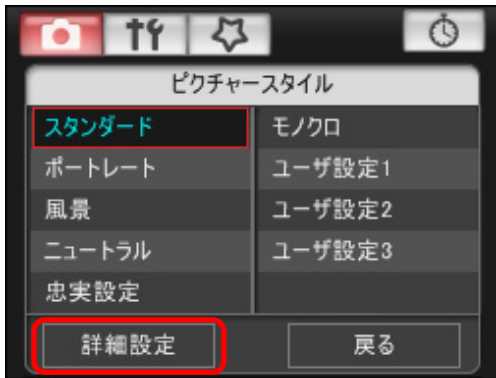 ピクチャースタイル
スタンダード
モノクロ
ポートレート
ユーザ設定1
風景
ユーザ設定2
ニュートラル
ユーザ設定3
忠実設定
詳細設定
戻る